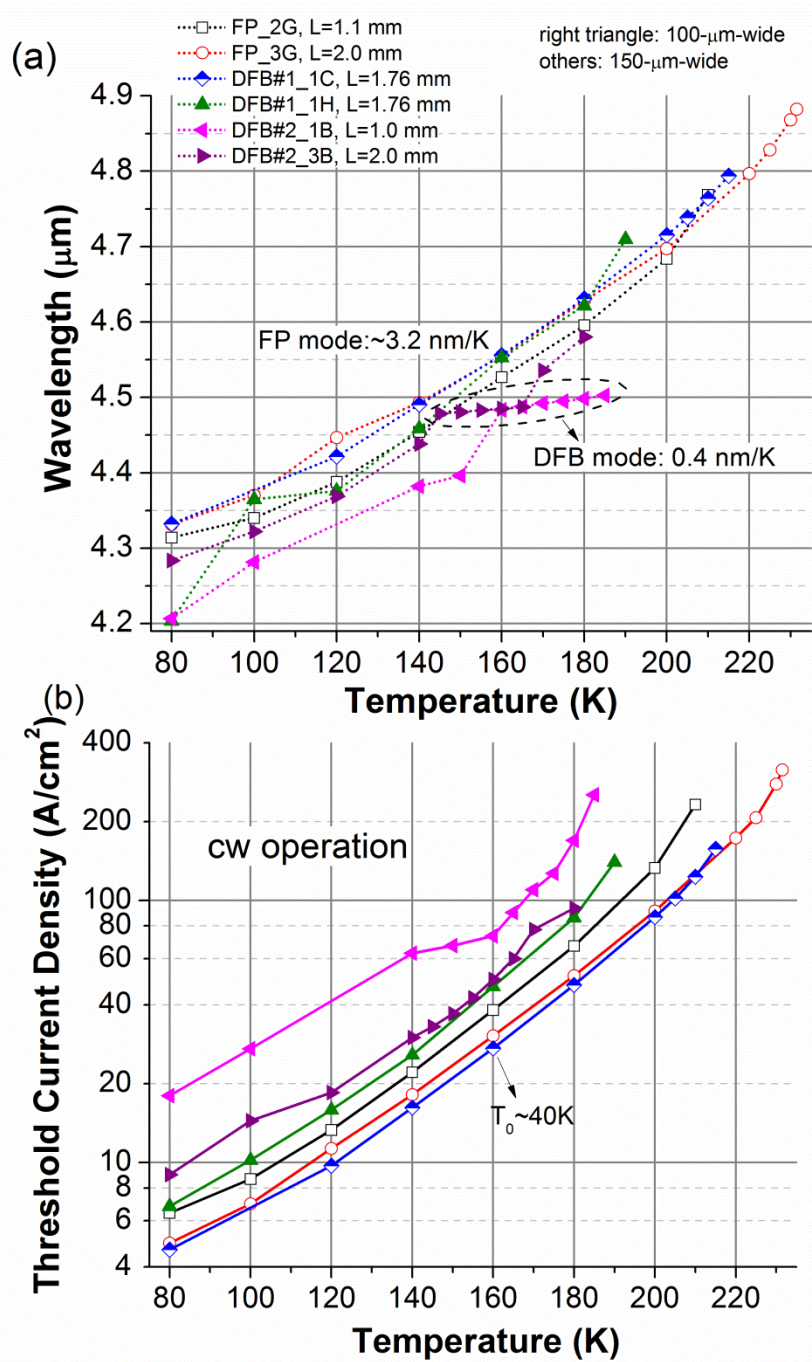 (a)
FP_2G, L=1.1 mm
FP_3G, L=2.0 mm
DFB#1_1C, L=1.76 mm
DFB#1_1H, L=1.76 mm
DFB#2_1B, L=1.0 mm
DFB#2_3B, L=2.0 mm
right triangle: 100-μm-wide
others: 150-μm-wide
Wavelength (μm)
4.9
4.8
4.7
4.6
4.5
4.4
4.3
4.2
FP mode:~3.2 nm/K
DFB mode: 0.4 nm/K
80 100 120 140 160 180 200 220
Temperature (K)
(b)
Threshold Current Density (A/cm²)
400
200
100
80
60
40
20
10
8
6
4
cw operation
T₀~40K
80 100 120 140 160 180 200 220
Temperature (K)